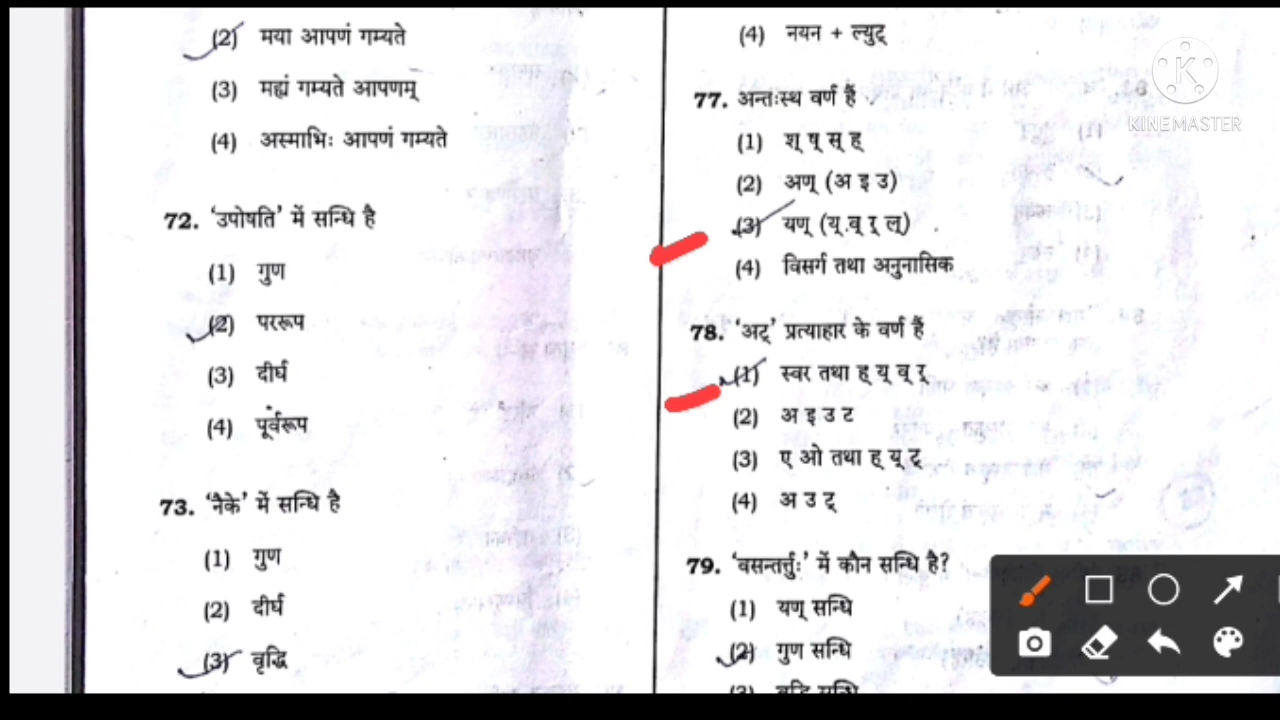 (2) मया आपणं गम्यते
(3) मह्यं गम्यते आपणम्
(4) अस्माभिः आपणं गम्यते
72. ‘उपोषति’ में सन्धि है
(1) गुण
(2) पररूप
(3) दीर्घ
(4) पूर्वरूप
73. ‘नैके’ में सन्धि है
(1) गुण
(2) दीर्घ
(3) वृद्धि
(4) नयन + ल्युट्
77. अन्तःस्थ वर्ण हैं
(1) श् ष् स् ह्
(2) अण् (अ इ उ)
(3) यण् (य् व् र् ल्)
(4) विसर्ग तथा अनुनासिक
78. ‘अट्’ प्रत्याहार के वर्ण हैं
(1) स्वर तथा ह् य् व् र्
(2) अ इ उ ट
(3) ए ओ तथा ह् य् ट्
(4) अ उ ट्
79. ‘वसन्तर्त्तुः’ में कौन सन्धि है?
(1) यण् सन्धि
(2) गुण सन्धि
(3) वृद्धि सन्धि
K
KINEMASTER